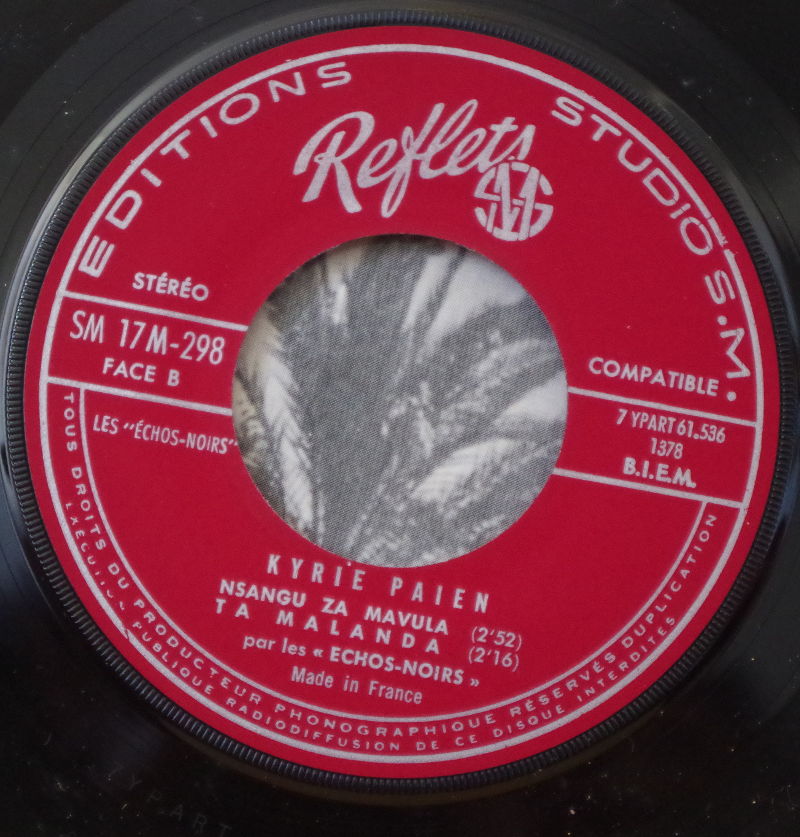 EDITIONS STUDIO S.M.
Reflets
SM
STÉRÉO
SM 17M-298
FACE B
COMPATIBLE
7 YPART 61.536
1378
B.I.E.M.
LES "ÉCHOS-NOIRS"
KYRIE PAIEN
NSANGU ZA MAVULA (2'52)
TA MALANDA (2'16)
par les « ECHOS-NOIRS »
Made in France
TOUS DROITS DU PRODUCTEUR PHONOGRAPHIQUE RÉSERVÉS DUPLICATION
EXÉCUTION PUBLIQUE RADIODIFFUSION DE CE DISQUE INTERDITES
YPART